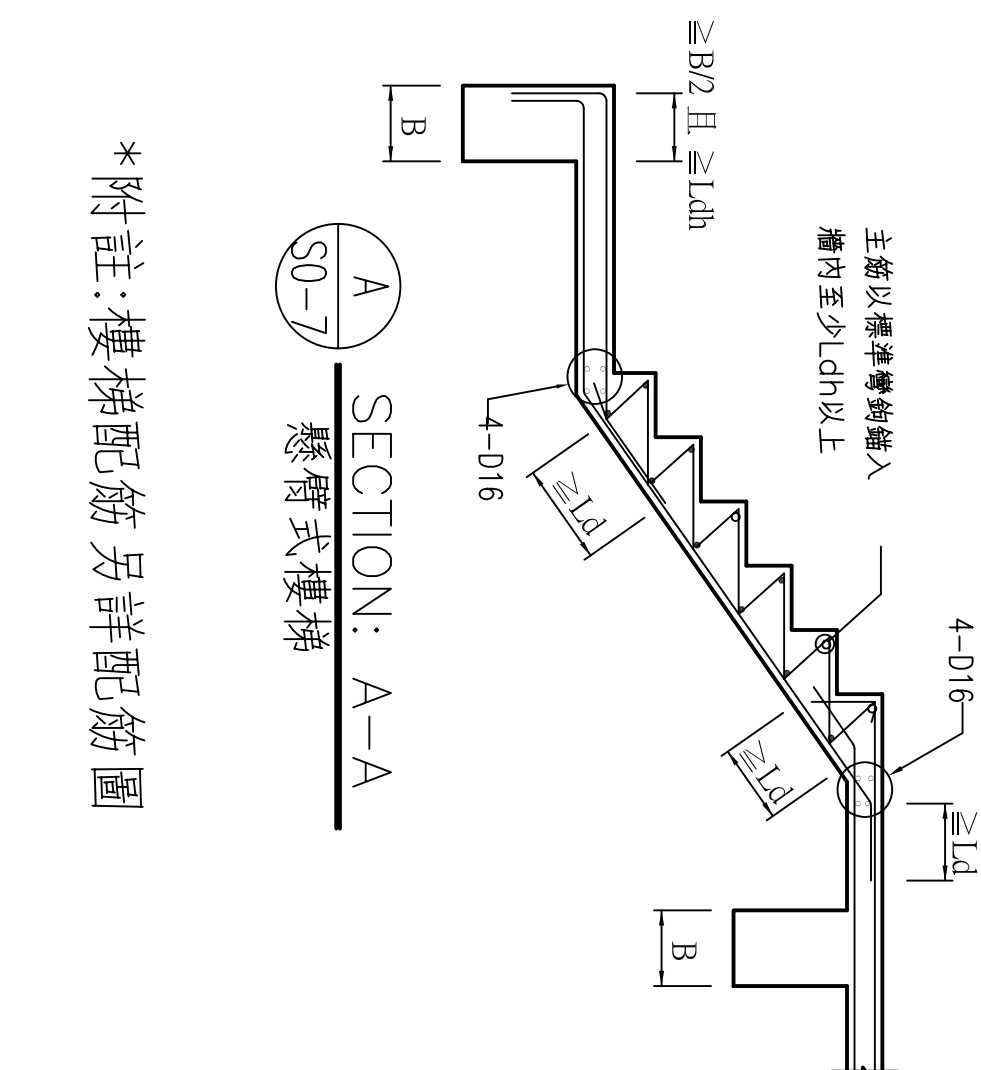 ≧B/2 且 ≧Ldh
主筋以標準彎鉤錨入
牆內至少Ldh以上
4-D16
≧Ld
B
≧Ld
4-D16
≧Ld
B
A
S0-7
SECTION: A-A
懸臂式樓梯
*附註:樓梯配筋另詳配筋圖